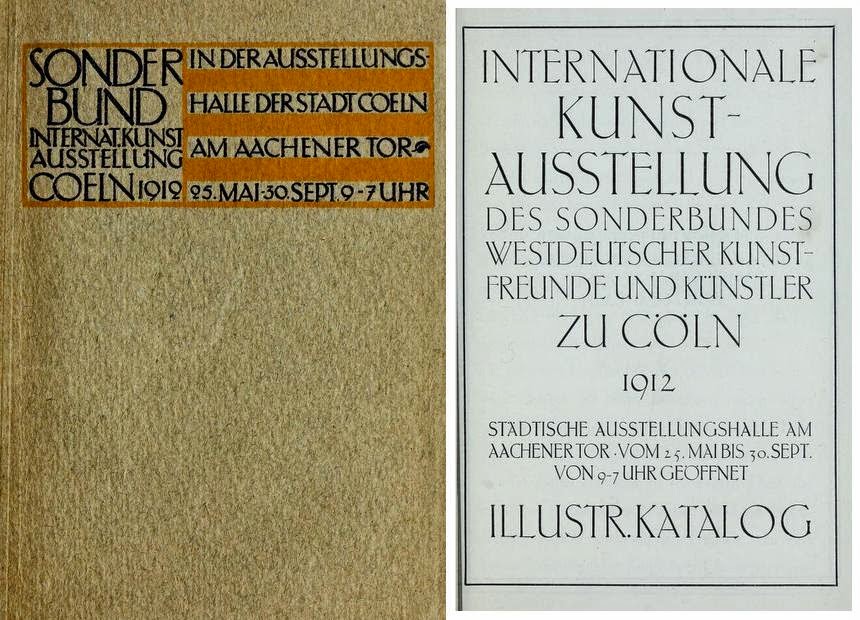 SONDER
BUND
INTERNAT.KUNST
AUSSTELLUNG
COELN 1912
IN DER AUSSTELLUNGS-
HALLE DER STADT COELN
AM AACHENER TOR
25. MAI-30. SEPT. 9-7 UHR
INTERNATIONALE
KUNST-
AUSSTELLUNG
DES SONDERBUNDES
WESTDEUTSCHER KUNST-
FREUNDE UND KÜNSTLER
ZU CÖLN
1912
STÄDTISCHE AUSSTELLUNGSHALLE AM
AACHENER TOR · VOM 25. MAI BIS 30. SEPT.
VON 9-7 UHR GEÖFFNET
ILLUSTR. KATALOG